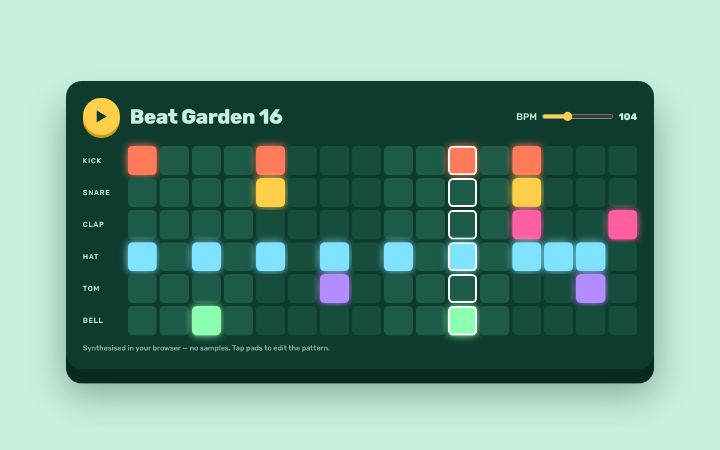 Beat Garden 16
BPM 104
KICK
SNARE
CLAP
HAT
TOM
BELL
Synthesised in your browser — no samples. Tap pads to edit the pattern.